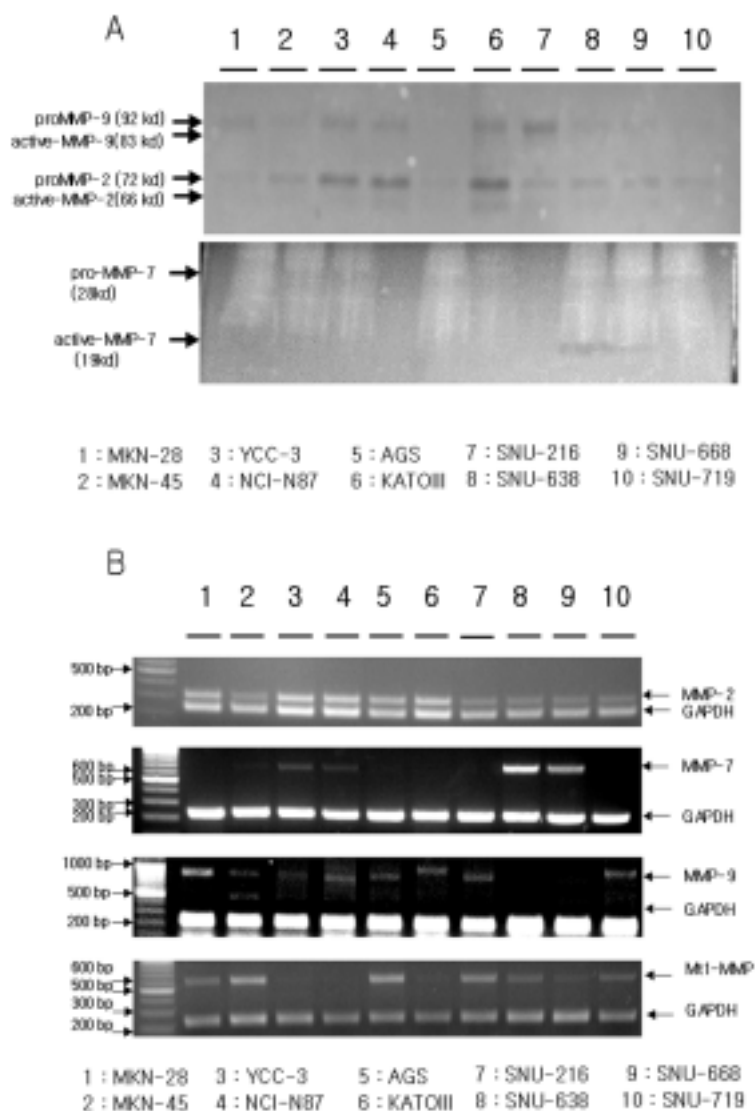 A
1 2 3 4 5 6 7 8 9 10
proMMP-9 (92 kd)
active-MMP-9(83 kd)
proMMP-2 (72 kd)
active-MMP-2(66 kd)
pro-MMP-7
(28kd)
active-MMP-7
(19kd)
1 : MKN-28 3 : YCC-3 5 : AGS 7 : SNU-216 9 : SNU-668
2 : MKN-45 4 : NCI-N87 6 : KATOIII 8 : SNU-638 10 : SNU-719
B
1 2 3 4 5 6 7 8 9 10
500 bp
MMP-2
200 bp
GAPDH
600 bp
MMP-7
500 bp
300 bp
200 bp
GAPDH
1000 bp
MMP-9
500 bp
GAPDH
200 bp
600 bp
Mt1-MMP
500 bp
300 bp
GAPDH
200 bp
1 : MKN-28 3 : YCC-3 5 : AGS 7 : SNU-216 9 : SNU-668
2 : MKN-45 4 : NCI-N87 6 : KATOIII 8 : SNU-638 10 : SNU-719